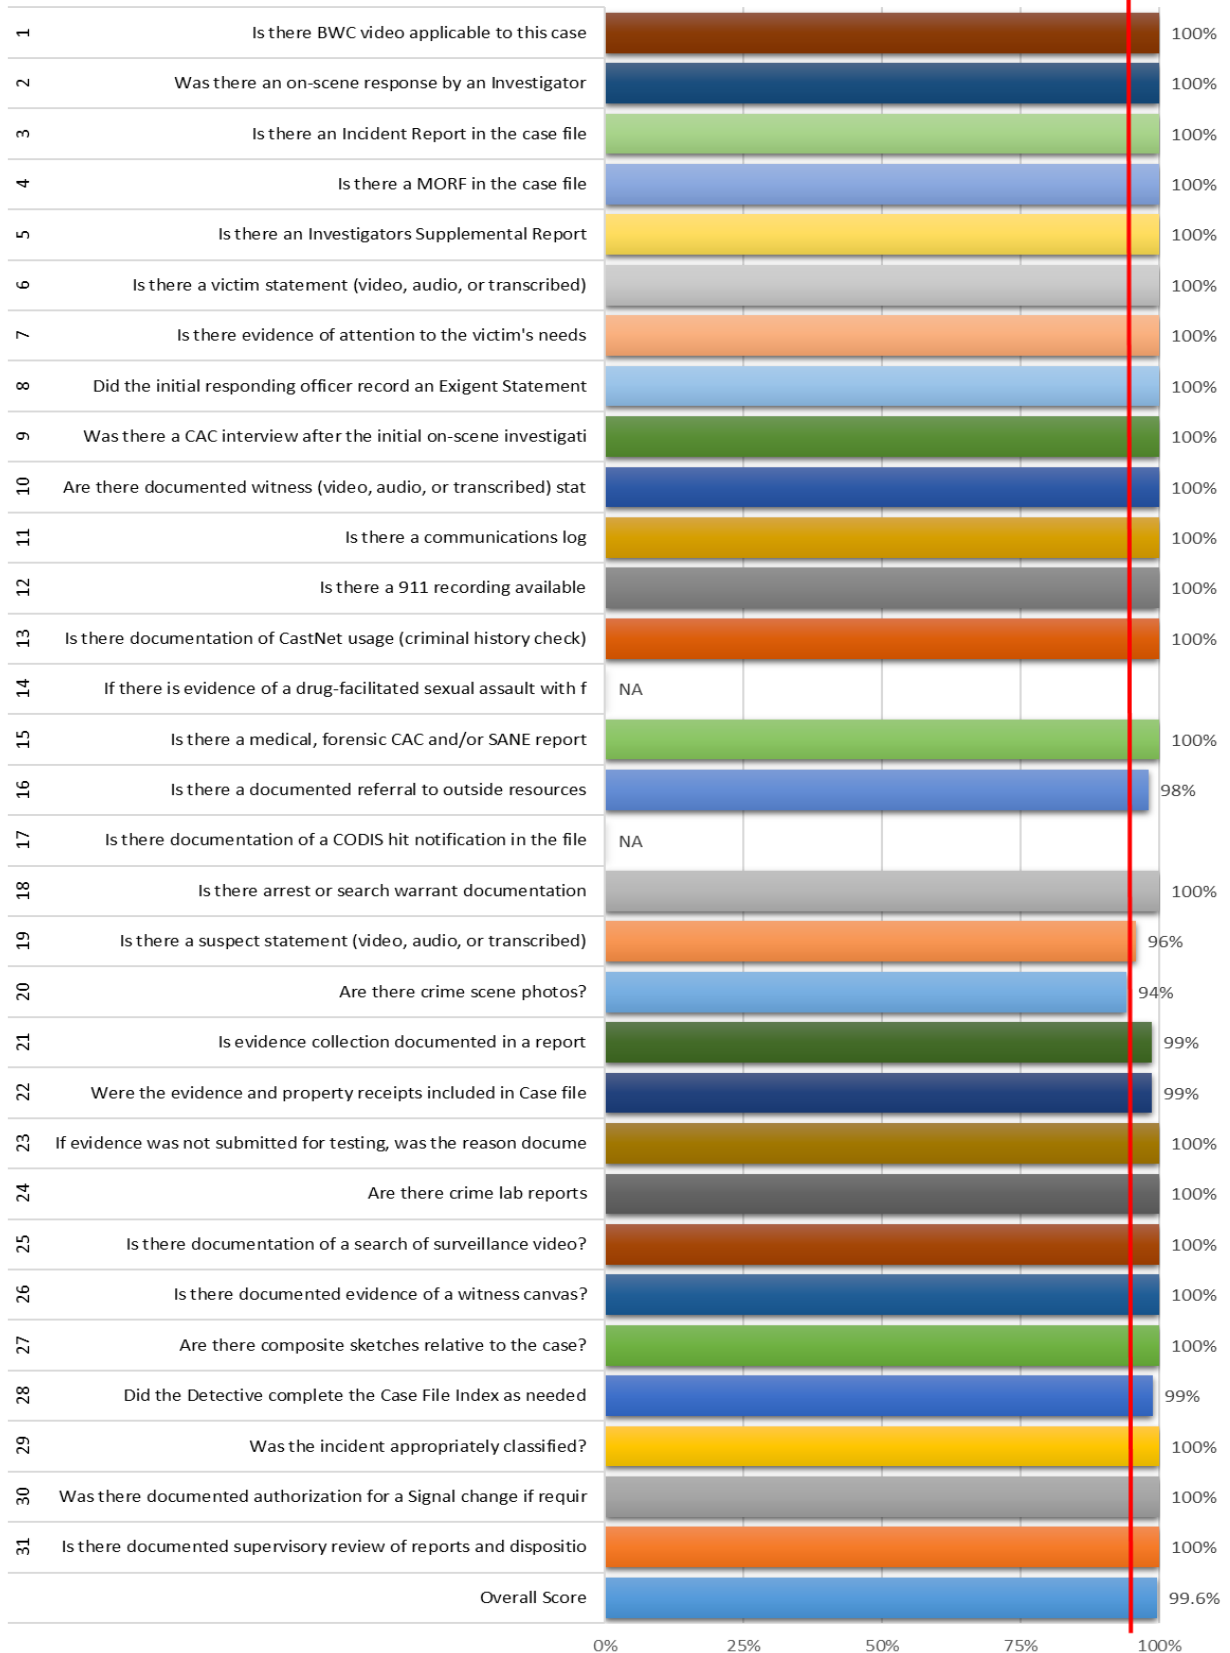 1 Is there BWC video applicable to this case 100%
2 Was there an on-scene response by an Investigator 100%
3 Is there an Incident Report in the case file 100%
4 Is there a MORF in the case file 100%
5 Is there an Investigators Supplemental Report 100%
6 Is there a victim statement (video, audio, or transcribed) 100%
7 Is there evidence of attention to the victim's needs 100%
8 Did the initial responding officer record an Exigent Statement 100%
9 Was there a CAC interview after the initial on-scene investigati 100%
10 Are there documented witness (video, audio, or transcribed) stat 100%
11 Is there a communications log 100%
12 Is there a 911 recording available 100%
13 Is there documentation of CastNet usage (criminal history check) 100%
14 If there is evidence of a drug-facilitated sexual assault with f NA
15 Is there a medical, forensic CAC and/or SANE report 100%
16 Is there a documented referral to outside resources 98%
17 Is there documentation of a CODIS hit notification in the file NA
18 Is there arrest or search warrant documentation 100%
19 Is there a suspect statement (video, audio, or transcribed) 96%
20 Are there crime scene photos? 94%
21 Is evidence collection documented in a report 99%
22 Were the evidence and property receipts included in Case file 99%
23 If evidence was not submitted for testing, was the reason docume 100%
24 Are there crime lab reports 100%
25 Is there documentation of a search of surveillance video? 100%
26 Is there documented evidence of a witness canvas? 100%
27 Are there composite sketches relative to the case? 100%
28 Did the Detective complete the Case File Index as needed 99%
29 Was the incident appropriately classified? 100%
30 Was there documented authorization for a Signal change if requir 100%
31 Is there documented supervisory review of reports and dispositio 100%
Overall Score 99.6%
0% 25% 50% 75% 100%